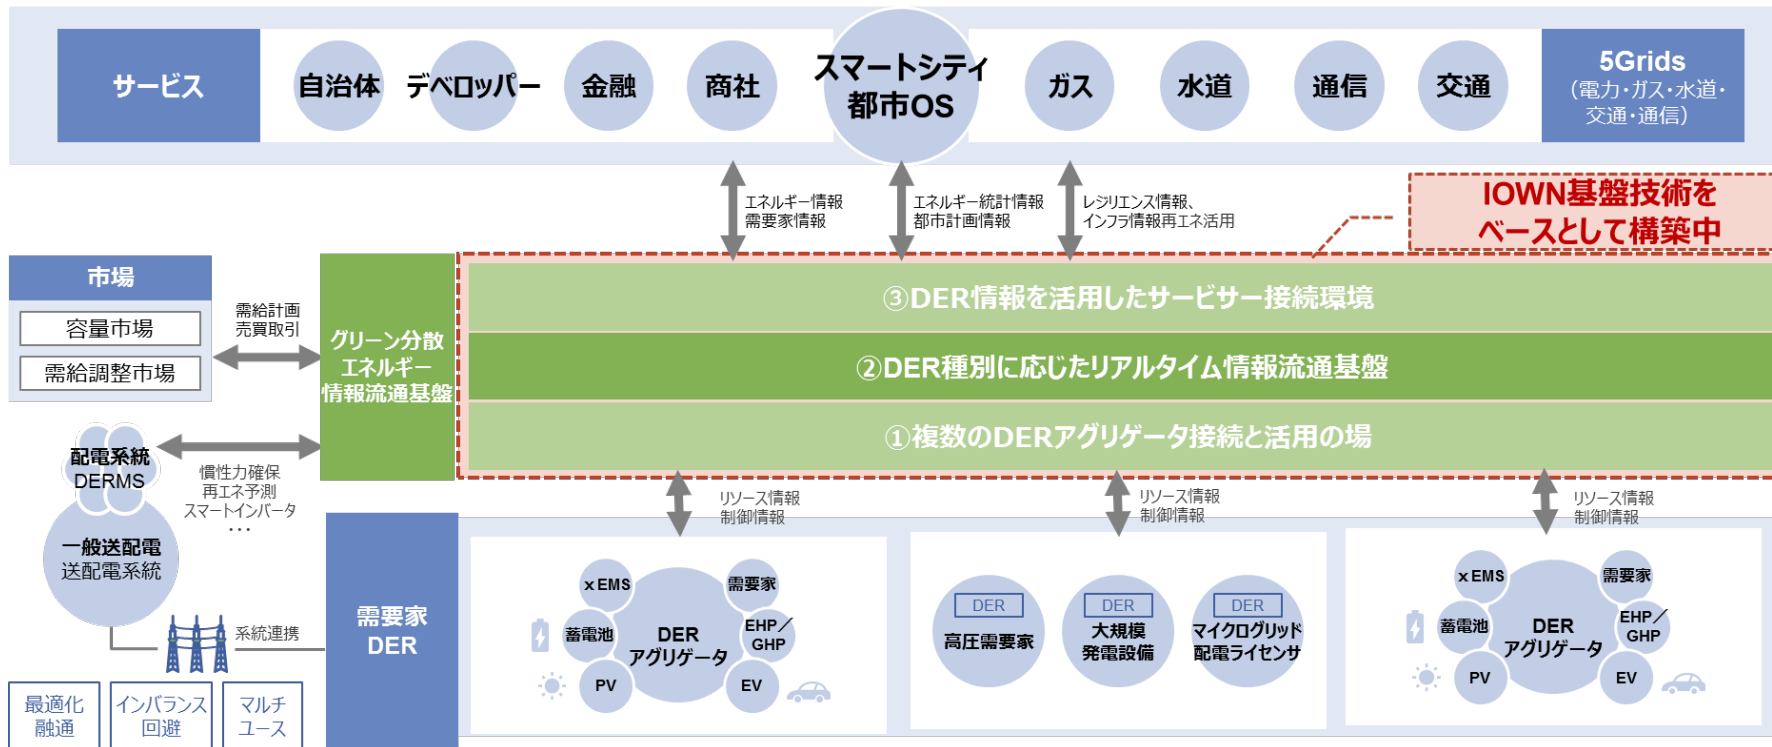 サービス
自治体
デベロッパー
金融
商社
スマートシティ
都市OS
ガス
水道
通信
交通
5Grids
(電力・ガス・水道・
交通・通信)
エネルギー情報
需要家情報
エネルギー統計情報
都市計画情報
レジリエンス情報、
インフラ情報再エネ活用
IOWN基盤技術を
ベースとして構築中
市場
容量市場
需給調整市場
需給計画
売買取引
グリーン分散
エネルギー
情報流通基盤
③DER情報を活用したサービサー接続環境
②DER種別に応じたリアルタイム情報流通基盤
①複数のDERアグリゲータ接続と活用の場
配電系統
DERMS
慣性力確保
再エネ予測
スマートインバータ
・・・
一般送配電
送配電系統
系統連携
最適化
融通
インバランス
回避
マルチ
ユース
需要家
DER
リソース情報
制御情報
リソース情報
制御情報
リソース情報
制御情報
xEMS
需要家
蓄電池
DER
アグリゲータ
EHP／
GHP
PV
EV
DER
高圧需要家
DER
大規模
発電設備
DER
マイクログリッド
配電ライセンサ
xEMS
需要家
蓄電池
DER
アグリゲータ
EHP／
GHP
PV
EV